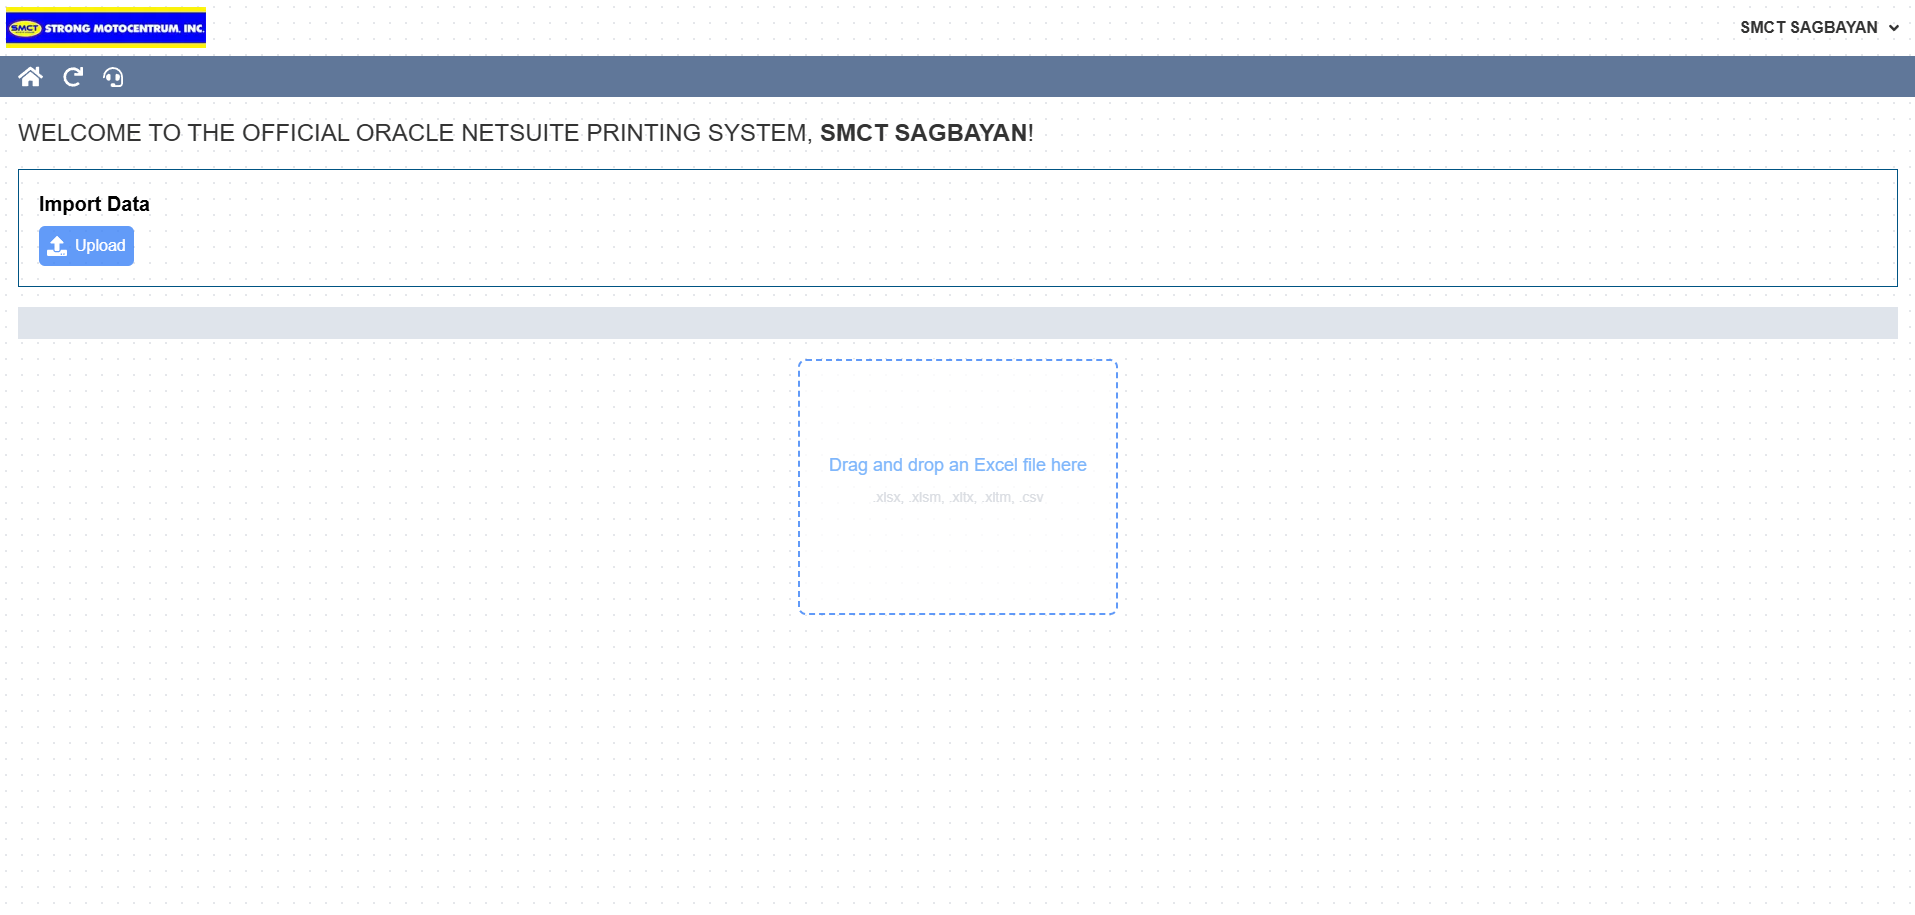 SMCT STRONG MOTOCENTRUM, INC.
SMCT SAGBAYAN
WELCOME TO THE OFFICIAL ORACLE NETSUITE PRINTING SYSTEM, SMCT SAGBAYAN!
Import Data
Upload
Drag and drop an Excel file here
.xlsx, .xlsm, .xltx, .xltm, .csv